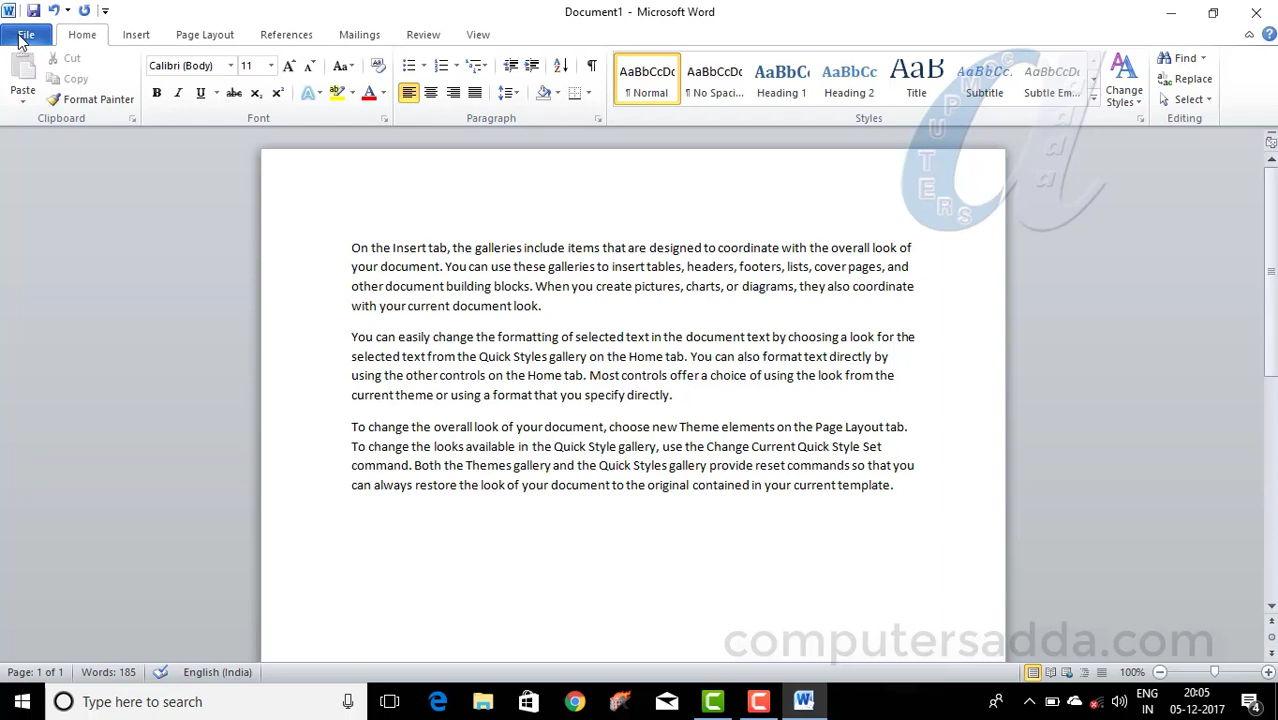 Document1 - Microsoft Word
File Home Insert Page Layout References Mailings Review View
Paste Cut Copy Format Painter
Calibri (Body) 11 Aa
AaBbCcDc AaBbCcDc AaBbCc AaBbCc AaB AaBbCc AaBbCcDc
¶ Normal ¶ No Spaci... Heading 1 Heading 2 Title Subtitle Subtle Em...
Change Styles
Find Replace Select
Clipboard Font Paragraph Styles Editing
COMPUTERS
adda
On the Insert tab, the galleries include items that are designed to coordinate with the overall look of
your document. You can use these galleries to insert tables, headers, footers, lists, cover pages, and
other document building blocks. When you create pictures, charts, or diagrams, they also coordinate
with your current document look.
You can easily change the formatting of selected text in the document text by choosing a look for the
selected text from the Quick Styles gallery on the Home tab. You can also format text directly by
using the other controls on the Home tab. Most controls offer a choice of using the look from the
current theme or using a format that you specify directly.
To change the overall look of your document, choose new Theme elements on the Page Layout tab.
To change the looks available in the Quick Style gallery, use the Change Current Quick Style Set
command. Both the Themes gallery and the Quick Styles gallery provide reset commands so that you
can always restore the look of your document to the original contained in your current template.
computersadda.com
Page: 1 of 1 Words: 185 English (India) 100%
Type here to search
ENG 20:05
IN 05-12-2017 4